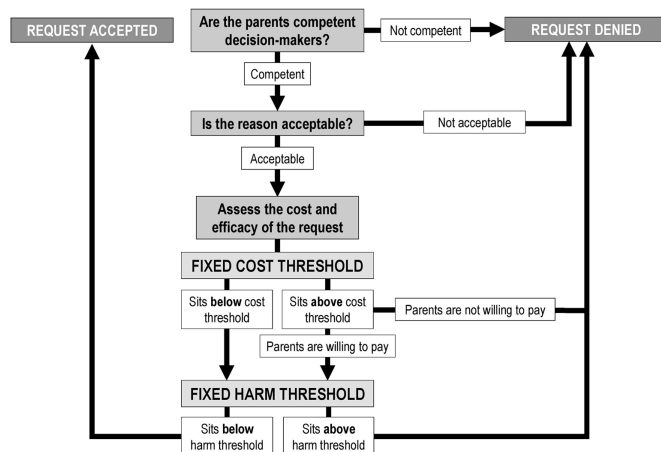 REQUEST ACCEPTED
Are the parents competent
decision-makers?
Not competent
REQUEST DENIED
Competent
Is the reason acceptable?
Not acceptable
Acceptable
Assess the cost and
efficacy of the request
FIXED COST THRESHOLD
Sits below cost
threshold
Sits above cost
threshold
Parents are not willing to pay
Parents are willing to pay
FIXED HARM THRESHOLD
Sits below
harm threshold
Sits above
harm threshold